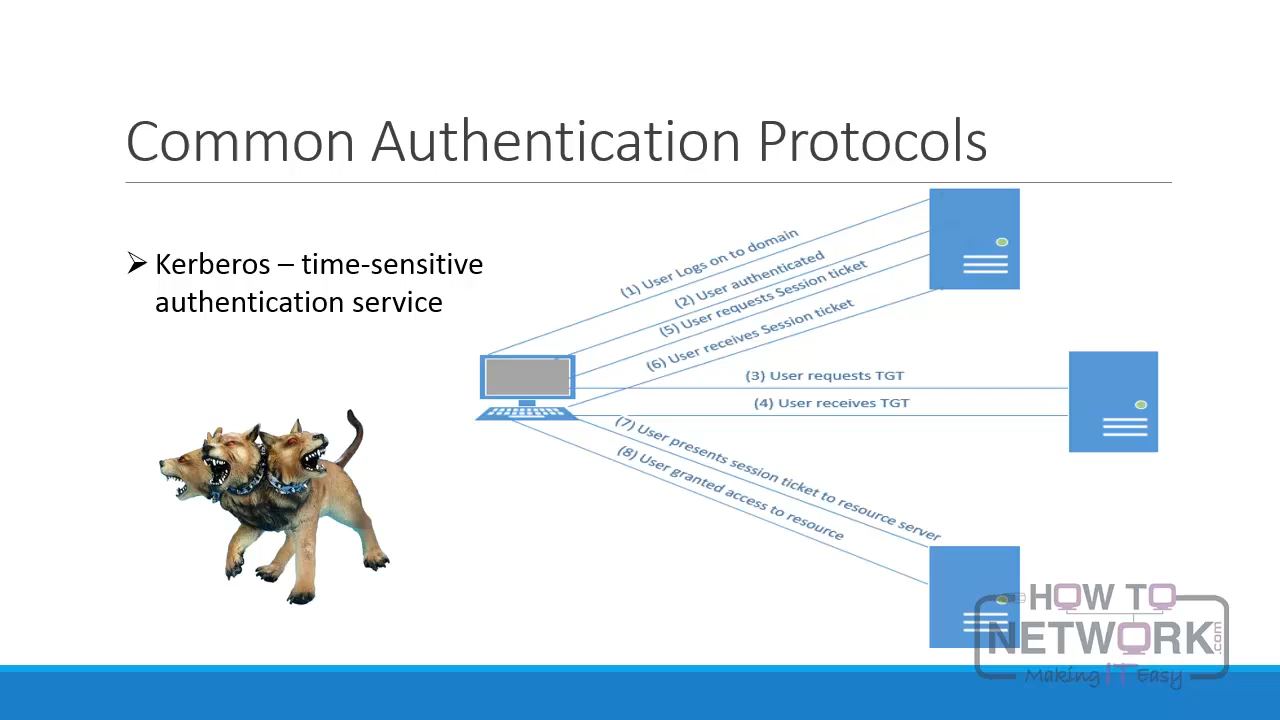 Common Authentication Protocols
Kerberos – time-sensitive
authentication service
(1) User Logs on to domain
(2) User authenticated
(5) User requests Session ticket
(6) User receives Session ticket
(3) User requests TGT
(4) User receives TGT
(7) User presents session ticket to resource server
(8) User granted access to resource
HOW TO
NETWORK.com
Making IT Easy